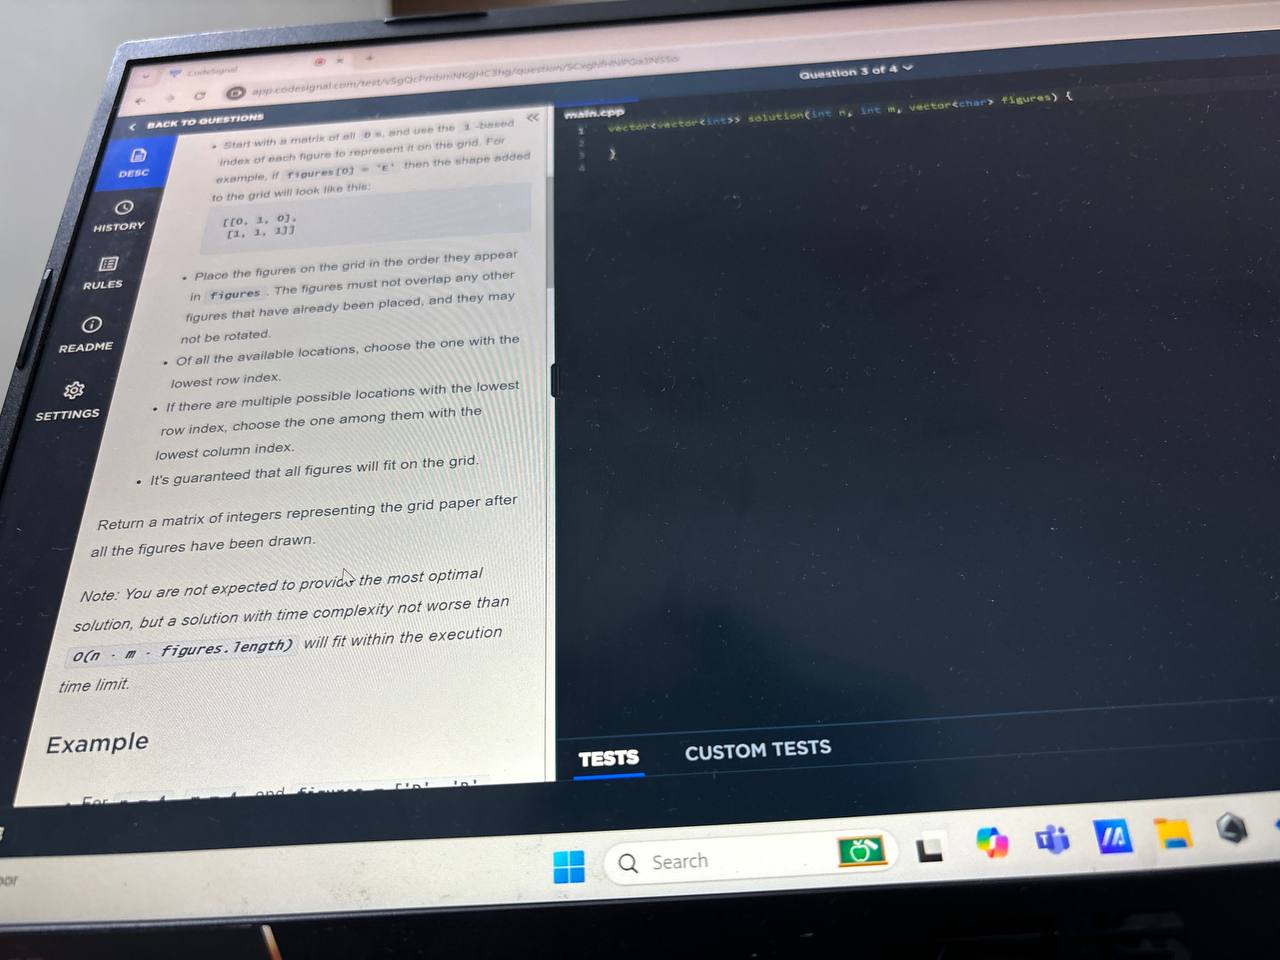 CodeSignal
Question 3 of 4
BACK TO QUESTIONS
DESC
HISTORY
RULES
README
SETTINGS
• Start with a matrix of all 0 s, and use the 1 -based
index of each figure to represent it on the grid. For
example, if figures[0] = 'E' then the shape added
to the grid will look like this:
[[0, 1, 0],
[1, 1, 1]]
• Place the figures on the grid in the order they appear
in figures . The figures must not overlap any other
figures that have already been placed, and they may
not be rotated.
• Of all the available locations, choose the one with the
lowest row index.
• If there are multiple possible locations with the lowest
row index, choose the one among them with the
lowest column index.
• It's guaranteed that all figures will fit on the grid.
Return a matrix of integers representing the grid paper after
all the figures have been drawn.
Note: You are not expected to provide the most optimal
solution, but a solution with time complexity not worse than
O(n · m · figures.length) will fit within the execution
time limit.
Example
• For
and
main.cpp
1 vector<vector<int>> solution(int n, int m, vector<char> figures) {
2
3 }
4
TESTS
CUSTOM TESTS
Search